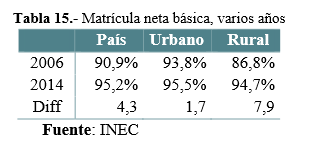 Tabla 15.- Matrícula neta básica, varios años
País Urbano Rural
2006 90,9% 93,8% 86,8%
2014 95,2% 95,5% 94,7%
Diff 4,3 1,7 7,9
Fuente: INEC